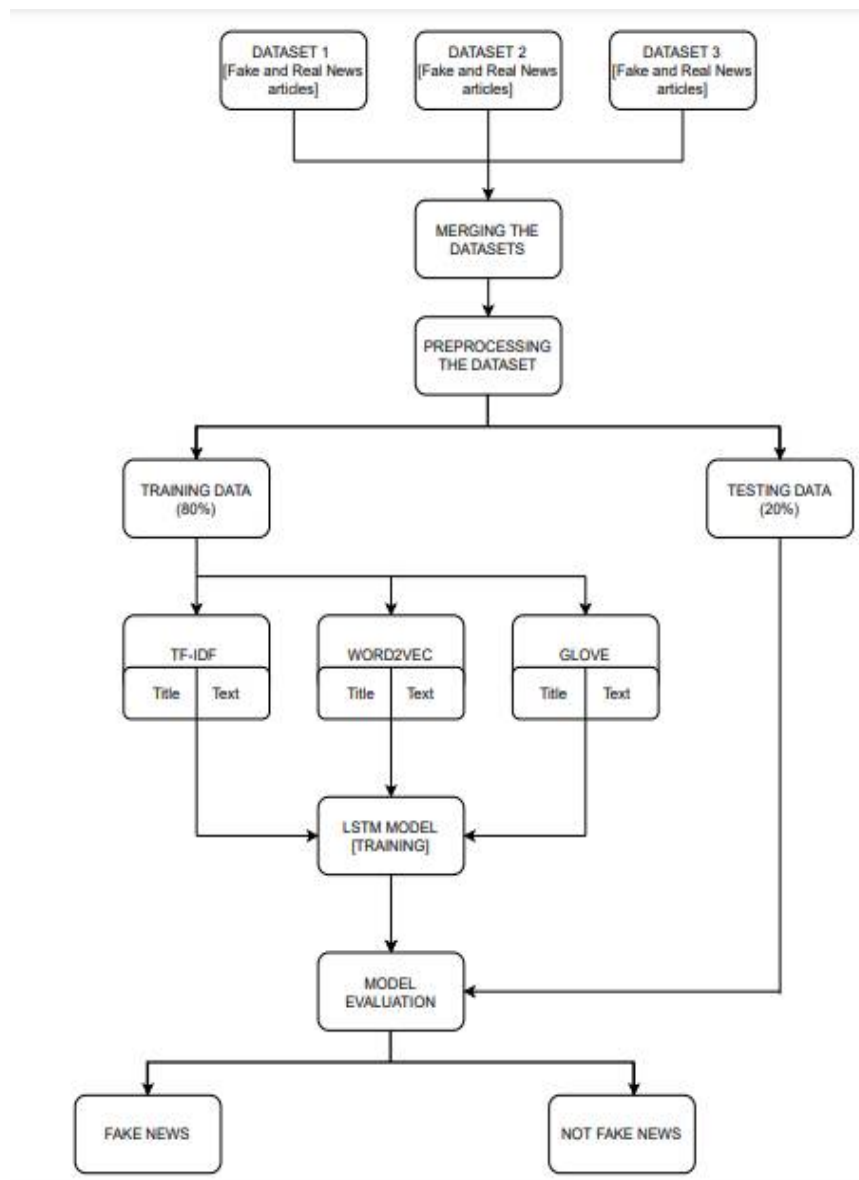 DATASET 1
[Fake and Real News
articles]
DATASET 2
[Fake and Real News
articles]
DATASET 3
[Fake and Real News
articles]
MERGING THE
DATASETS
PREPROCESSING
THE DATASET
TRAINING DATA
(80%)
TESTING DATA
(20%)
TF-IDF
Title
Text
WORD2VEC
Title
Text
GLOVE
Title
Text
LSTM MODEL
[TRAINING]
MODEL
EVALUATION
FAKE NEWS
NOT FAKE NEWS